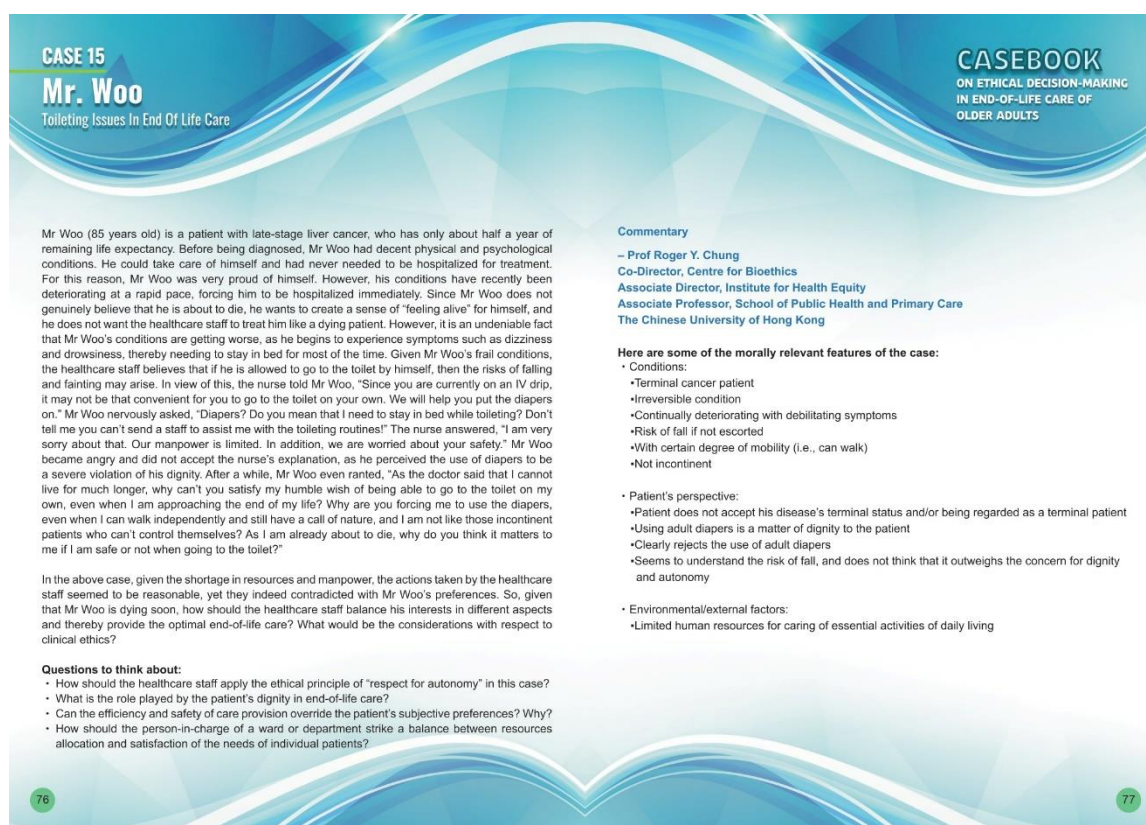 CASE 15
Mr. Woo
Toileting Issues In End Of Life Care
Mr Woo (85 years old) is a patient with late-stage liver cancer, who has only about half a year of
remaining life expectancy. Before being diagnosed, Mr Woo had decent physical and psychological
conditions. He could take care of himself and had never needed to be hospitalized for treatment.
For this reason, Mr Woo was very proud of himself. However, his conditions have recently been
deteriorating at a rapid pace, forcing him to be hospitalized immediately. Since Mr Woo does not
genuinely believe that he is about to die, he wants to create a sense of “feeling alive” for himself, and
he does not want the healthcare staff to treat him like a dying patient. However, it is an undeniable fact
that Mr Woo’s conditions are getting worse, as he begins to experience symptoms such as dizziness
and drowsiness, thereby needing to stay in bed for most of the time. Given Mr Woo’s frail conditions,
the healthcare staff believes that if he is allowed to go to the toilet by himself, then the risks of falling
and fainting may arise. In view of this, the nurse told Mr Woo, “Since you are currently on an IV drip,
it may not be that convenient for you to go to the toilet on your own. We will help you put the diapers
on.” Mr Woo nervously asked, “Diapers? Do you mean that I need to stay in bed while toileting? Don’t
tell me you can’t send a staff to assist me with the toileting routines!” The nurse answered, “I am very
sorry about that. Our manpower is limited. In addition, we are worried about your safety.” Mr Woo
became angry and did not accept the nurse’s explanation, as he perceived the use of diapers to be
a severe violation of his dignity. After a while, Mr Woo even ranted, “As the doctor said that I cannot
live for much longer, why can’t you satisfy my humble wish of being able to go to the toilet on my
own, even when I am approaching the end of my life? Why are you forcing me to use the diapers,
even when I can walk independently and still have a call of nature, and I am not like those incontinent
patients who can’t control themselves? As I am already about to die, why do you think it matters to
me if I am safe or not when going to the toilet?”
In the above case, given the shortage in resources and manpower, the actions taken by the healthcare
staff seemed to be reasonable, yet they indeed contradicted with Mr Woo’s preferences. So, given
that Mr Woo is dying soon, how should the healthcare staff balance his interests in different aspects
and thereby provide the optimal end-of-life care? What would be the considerations with respect to
clinical ethics?
Questions to think about:
· How should the healthcare staff apply the ethical principle of “respect for autonomy” in this case?
· What is the role played by the patient’s dignity in end-of-life care?
· Can the efficiency and safety of care provision override the patient’s subjective preferences? Why?
· How should the person-in-charge of a ward or department strike a balance between resources
allocation and satisfaction of the needs of individual patients?
76
CASEBOOK
ON ETHICAL DECISION-MAKING
IN END-OF-LIFE CARE OF
OLDER ADULTS
Commentary
– Prof Roger Y. Chung
Co-Director, Centre for Bioethics
Associate Director, Institute for Health Equity
Associate Professor, School of Public Health and Primary Care
The Chinese University of Hong Kong
Here are some of the morally relevant features of the case:
· Conditions:
•Terminal cancer patient
•Irreversible condition
•Continually deteriorating with debilitating symptoms
•Risk of fall if not escorted
•With certain degree of mobility (i.e., can walk)
•Not incontinent
· Patient’s perspective:
•Patient does not accept his disease’s terminal status and/or being regarded as a terminal patient
•Using adult diapers is a matter of dignity to the patient
•Clearly rejects the use of adult diapers
•Seems to understand the risk of fall, and does not think that it outweighs the concern for dignity
and autonomy
· Environmental/external factors:
•Limited human resources for caring of essential activities of daily living
77